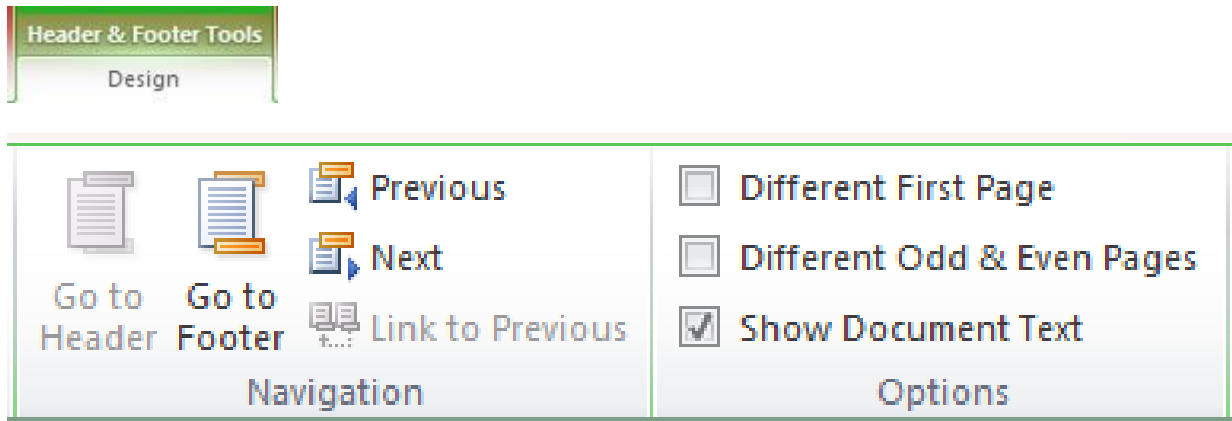 Header & Footer Tools
Design
Go to
Header
Go to
Footer
Previous
Next
Link to Previous
Navigation
Different First Page
Different Odd & Even Pages
Show Document Text
Options